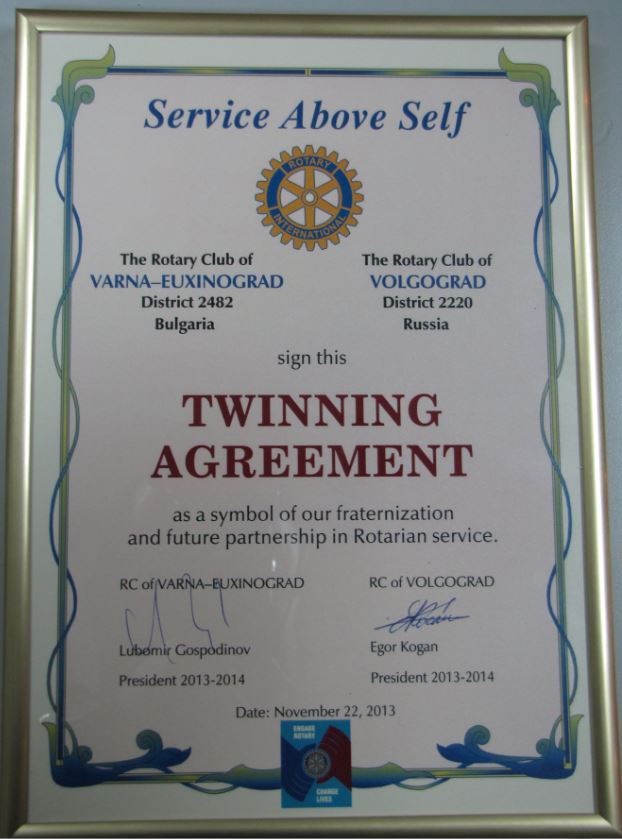 Service Above Self
ROTARY
INTERNATIONAL
The Rotary Club of
VARNA–EUXINOGRAD
District 2482
Bulgaria
The Rotary Club of
VOLGOGRAD
District 2220
Russia
sign this
TWINNING
AGREEMENT
as a symbol of our fraternization
and future partnership in Rotarian service.
RC of VARNA–EUXINOGRAD
Lubomir Gospodinov
President 2013-2014
RC of VOLGOGRAD
Egor Kogan
President 2013-2014
Date: November 22, 2013
ENGAGE
ROTARY
CHANGE
LIVES